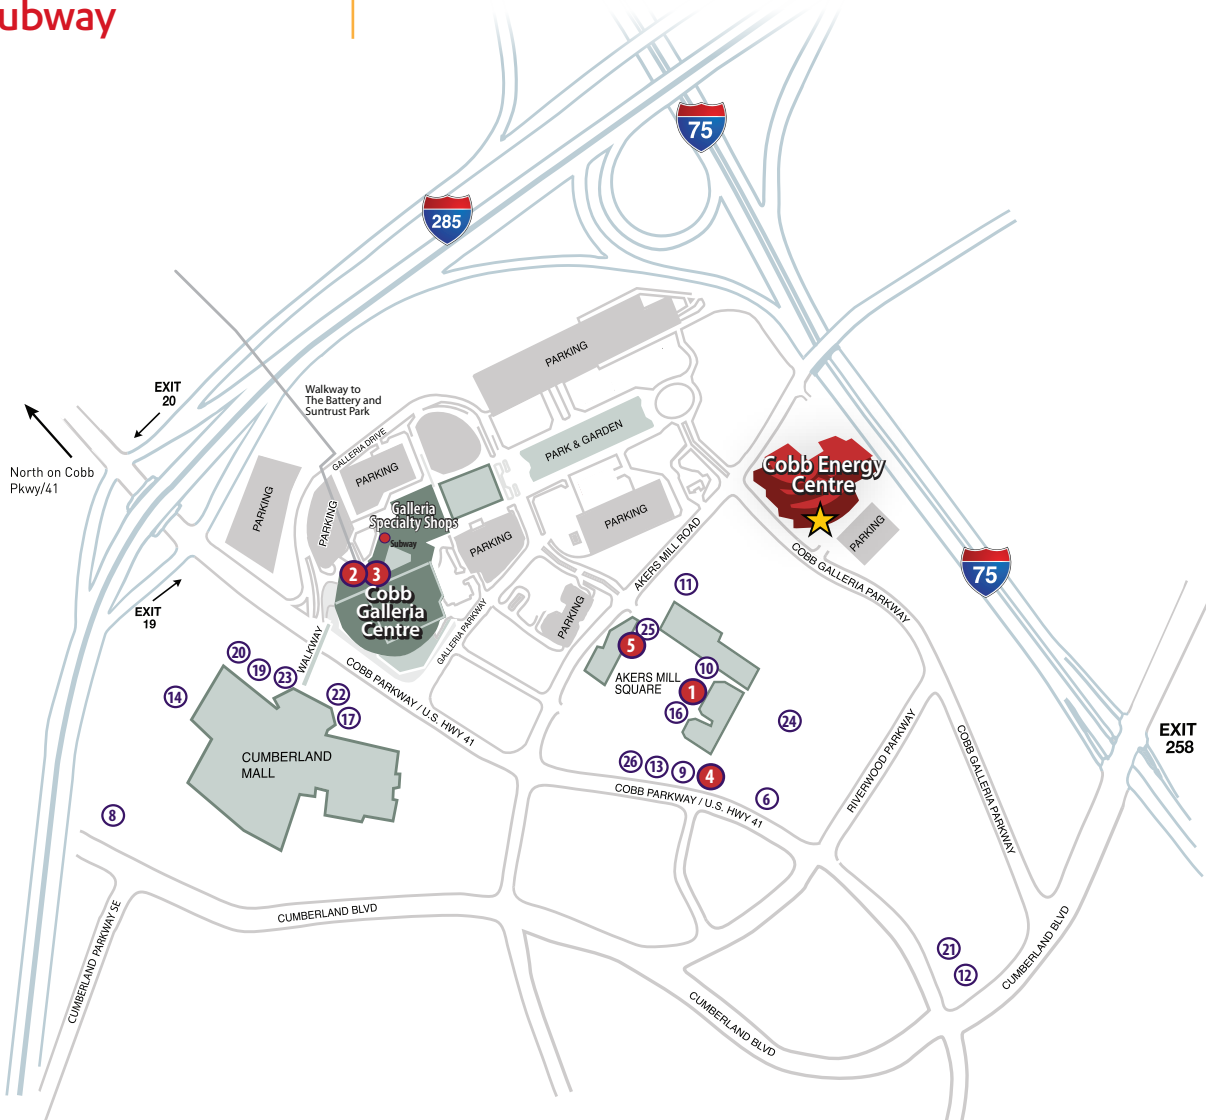 ubway
75
285
EXIT
20
North on Cobb
Pkwy/41
Walkway to
The Battery and
Suntrust Park
PARKING
PARK & GARDEN
GALLERIA DRIVE
PARKING
PARKING
PARKING
Galleria
Specialty Shops
Subway
PARKING
PARKING
AKERS MILL ROAD
Cobb Energy
Centre
PARKING
COBB GALLERIA PARKWAY
75
2
3
Cobb
Galleria
Centre
EXIT
19
WALKWAY
GALLERIA PARKWAY
PARKING
11
25
5
10
AKERS MILL
SQUARE
1
16
24
20
19
23
14
22
17
COBB PARKWAY / U.S. HWY 41
CUMBERLAND
MALL
8
26
13
9
4
6
COBB PARKWAY / U.S. HWY 41
RIVERWOOD PARKWAY
COBB GALLERIA PARKWAY
EXIT
258
CUMBERLAND BLVD
CUMBERLAND PARKWAY SE
21
12
CUMBERLAND BLVD
CUMBERLAND BLVD